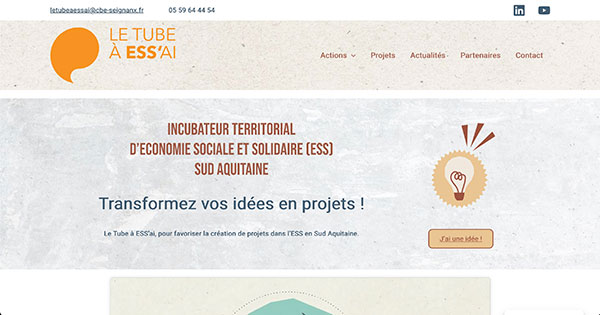 letubeaessai@cbe-seignanx.fr 05 59 64 44 54
LE TUBE
À ESS'AI
Actions Projets Actualités Partenaires Contact
INCUBATEUR TERRITORIAL
D'ECONOMIE SOCIALE ET SOLIDAIRE (ESS)
SUD AQUITAINE
Transformez vos idées en projets !
Le Tube à ESS'ai, pour favoriser la création de projets dans l'ESS en Sud Aquitaine.
J'ai une idée !